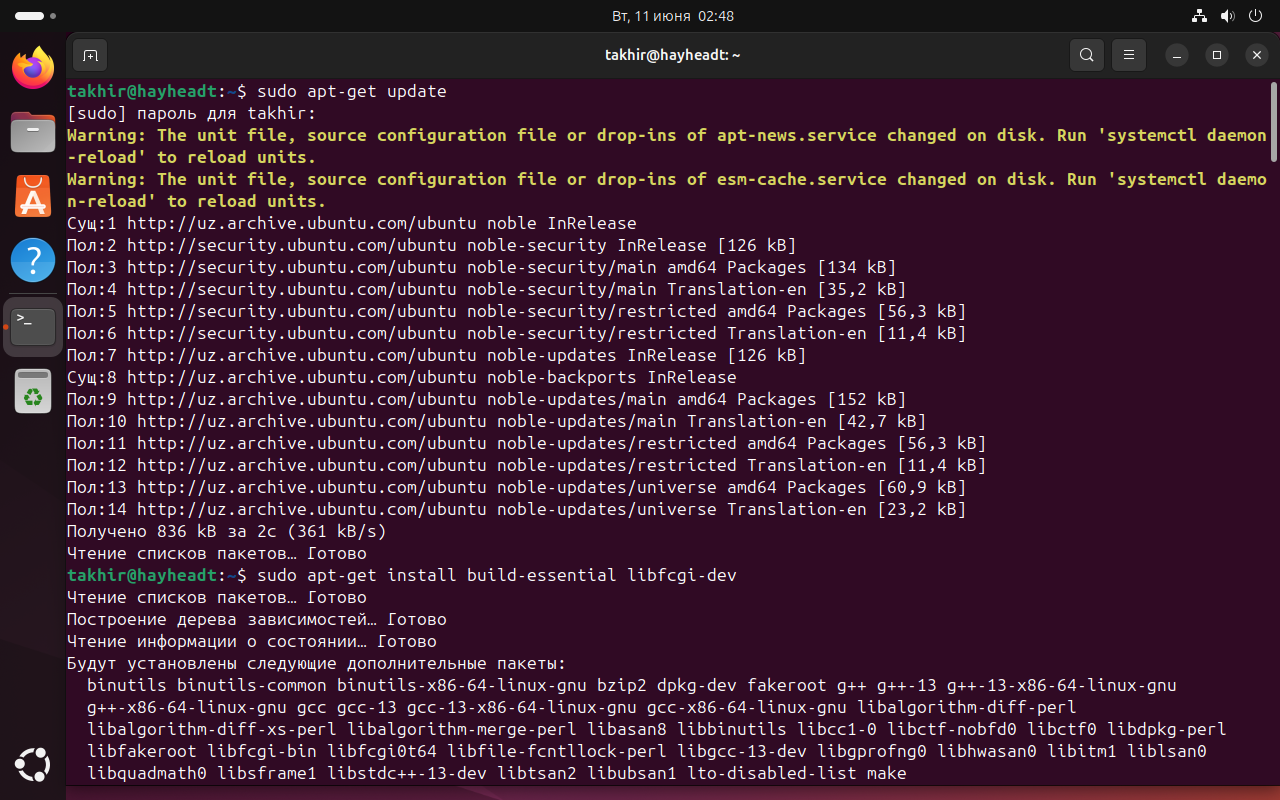 Вт, 11 июня 02:48
takhir@hayheadt: ~
takhir@hayheadt:~$ sudo apt-get update
[sudo] пароль для takhir:
Warning: The unit file, source configuration file or drop-ins of apt-news.service changed on disk. Run 'systemctl daemon
-reload' to reload units.
Warning: The unit file, source configuration file or drop-ins of esm-cache.service changed on disk. Run 'systemctl daemo
n-reload' to reload units.
Сущ:1 http://uz.archive.ubuntu.com/ubuntu noble InRelease
Пол:2 http://security.ubuntu.com/ubuntu noble-security InRelease [126 kB]
Пол:3 http://security.ubuntu.com/ubuntu noble-security/main amd64 Packages [134 kB]
Пол:4 http://security.ubuntu.com/ubuntu noble-security/main Translation-en [35,2 kB]
Пол:5 http://security.ubuntu.com/ubuntu noble-security/restricted amd64 Packages [56,3 kB]
Пол:6 http://security.ubuntu.com/ubuntu noble-security/restricted Translation-en [11,4 kB]
Пол:7 http://uz.archive.ubuntu.com/ubuntu noble-updates InRelease [126 kB]
Сущ:8 http://uz.archive.ubuntu.com/ubuntu noble-backports InRelease
Пол:9 http://uz.archive.ubuntu.com/ubuntu noble-updates/main amd64 Packages [152 kB]
Пол:10 http://uz.archive.ubuntu.com/ubuntu noble-updates/main Translation-en [42,7 kB]
Пол:11 http://uz.archive.ubuntu.com/ubuntu noble-updates/restricted amd64 Packages [56,3 kB]
Пол:12 http://uz.archive.ubuntu.com/ubuntu noble-updates/restricted Translation-en [11,4 kB]
Пол:13 http://uz.archive.ubuntu.com/ubuntu noble-updates/universe amd64 Packages [60,9 kB]
Пол:14 http://uz.archive.ubuntu.com/ubuntu noble-updates/universe Translation-en [23,2 kB]
Получено 836 kB за 2с (361 kB/s)
Чтение списков пакетов… Готово
takhir@hayheadt:~$ sudo apt-get install build-essential libfcgi-dev
Чтение списков пакетов… Готово
Построение дерева зависимостей… Готово
Чтение информации о состоянии… Готово
Будут установлены следующие дополнительные пакеты:
binutils binutils-common binutils-x86-64-linux-gnu bzip2 dpkg-dev fakeroot g++ g++-13 g++-13-x86-64-linux-gnu
g++-x86-64-linux-gnu gcc gcc-13 gcc-13-x86-64-linux-gnu gcc-x86-64-linux-gnu libalgorithm-diff-perl
libalgorithm-diff-xs-perl libalgorithm-merge-perl libasan8 libbinutils libcc1-0 libctf-nobfd0 libctf0 libdpkg-perl
libfakeroot libfcgi-bin libfcgi0t64 libfile-fcntllock-perl libgcc-13-dev libgprofng0 libhwasan0 libitm1 liblsan0
libquadmath0 libsframe1 libstdc++-13-dev libtsan2 libubsan1 lto-disabled-list make